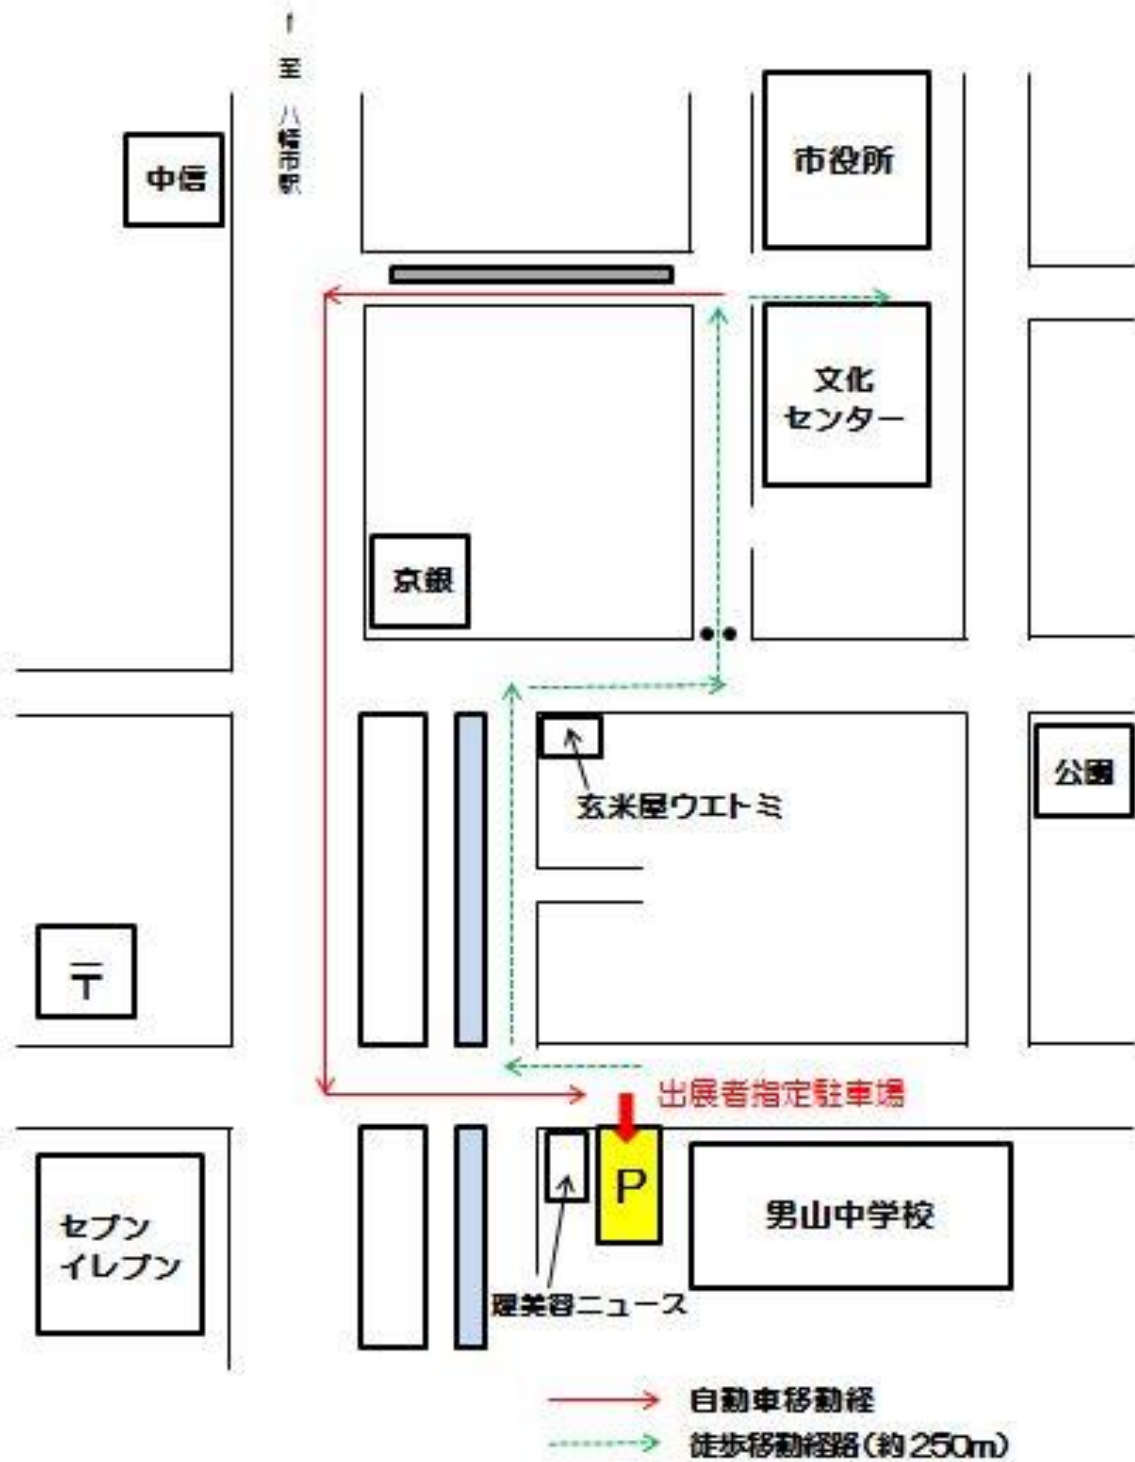 ↑ 至 八幡市駅
中信
市役所
文化
センター
京銀
玄米屋ウエトミ
公園
〒
出展者指定駐車場
P
男山中学校
セブン
イレブン
理美容ニュース
自動車移動経
徒歩移動経路(約250m)